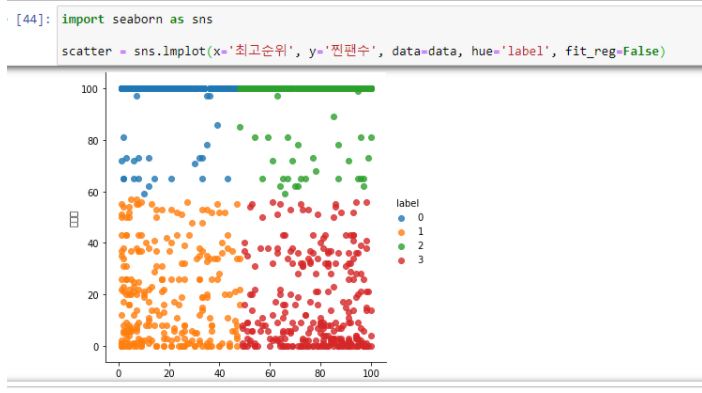 [44]: import seaborn as sns
scatter = sns.lmplot(x='최고순위', y='찐팬수', data=data, hue='label', fit_reg=False)
100
80
60
40
20
0
0 20 40 60 80 100
label
0
1
2
3